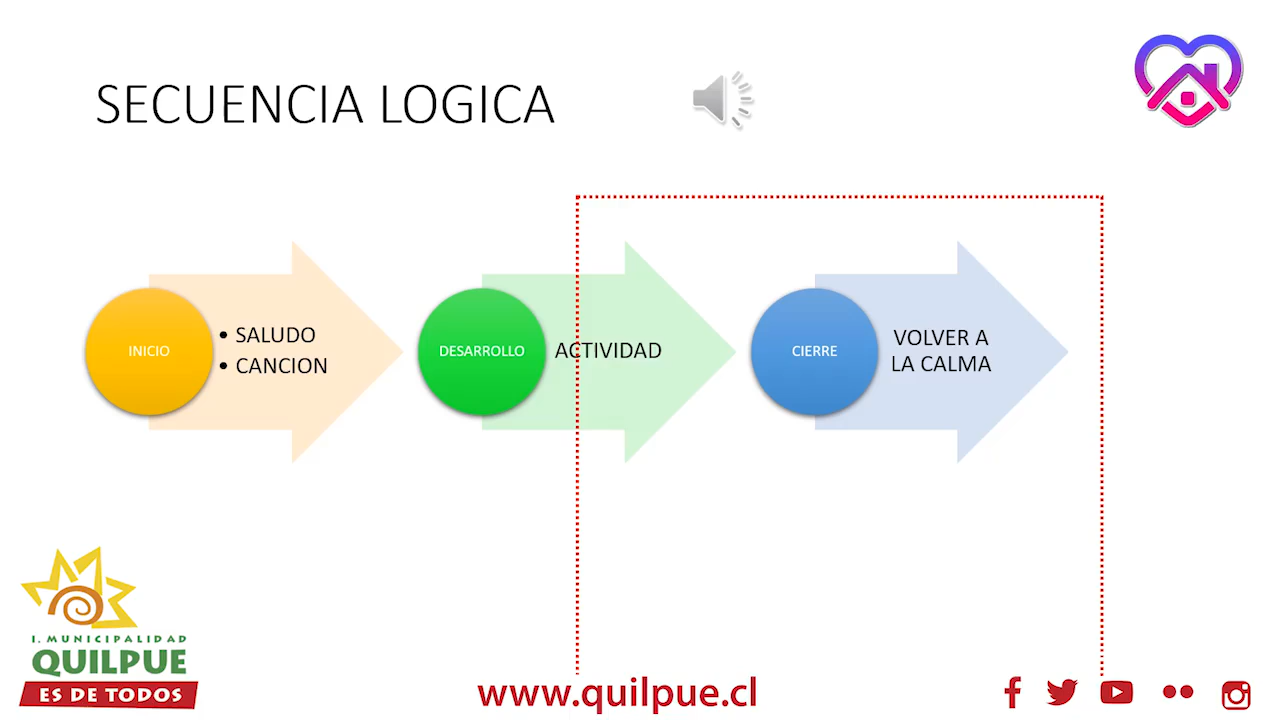 SECUENCIA LOGICA
INICIO
• SALUDO
• CANCION
DESARROLLO
ACTIVIDAD
CIERRE
VOLVER A
LA CALMA
I. MUNICIPALIDAD
QUILPUE
ES DE TODOS
www.quilpue.cl